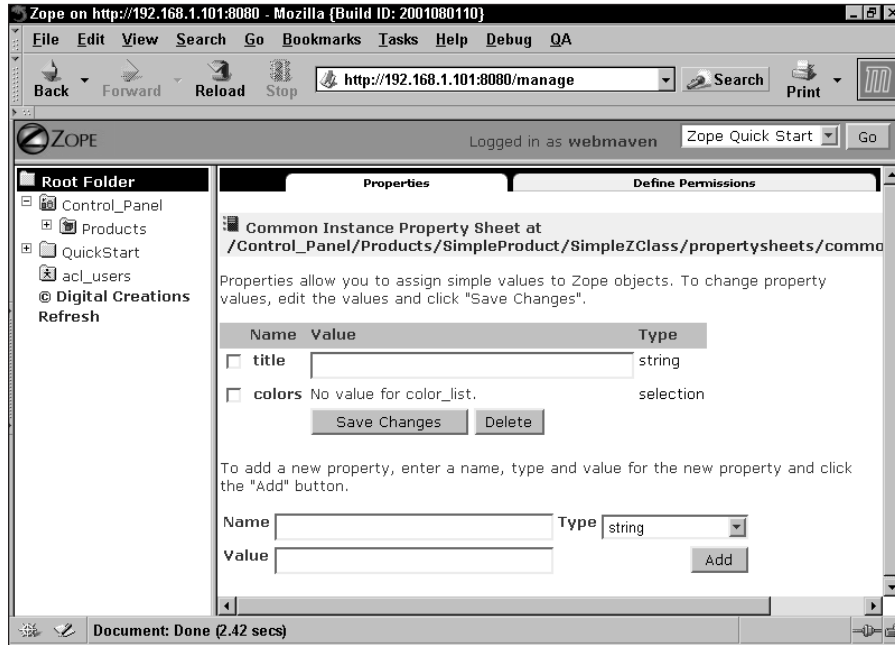 Zope on http://192.168.1.101:8080 - Mozilla {Build ID: 2001080110}
File Edit View Search Go Bookmarks Tasks Help Debug QA
Back Forward Reload Stop http://192.168.1.101:8080/manage Search Print
ZOPE Logged in as webmaven Zope Quick Start Go
Root Folder
Control_Panel
Products
QuickStart
acl_users
© Digital Creations
Refresh
Properties Define Permissions
Common Instance Property Sheet at
/Control_Panel/Products/SimpleProduct/SimpleZClass/propertysheets/commo
Properties allow you to assign simple values to Zope objects. To change property
values, edit the values and click "Save Changes".
Name Value Type
title string
colors No value for color_list. selection
Save Changes Delete
To add a new property, enter a name, type and value for the new property and click
the "Add" button.
Name Type string
Value Add
Document: Done (2.42 secs)